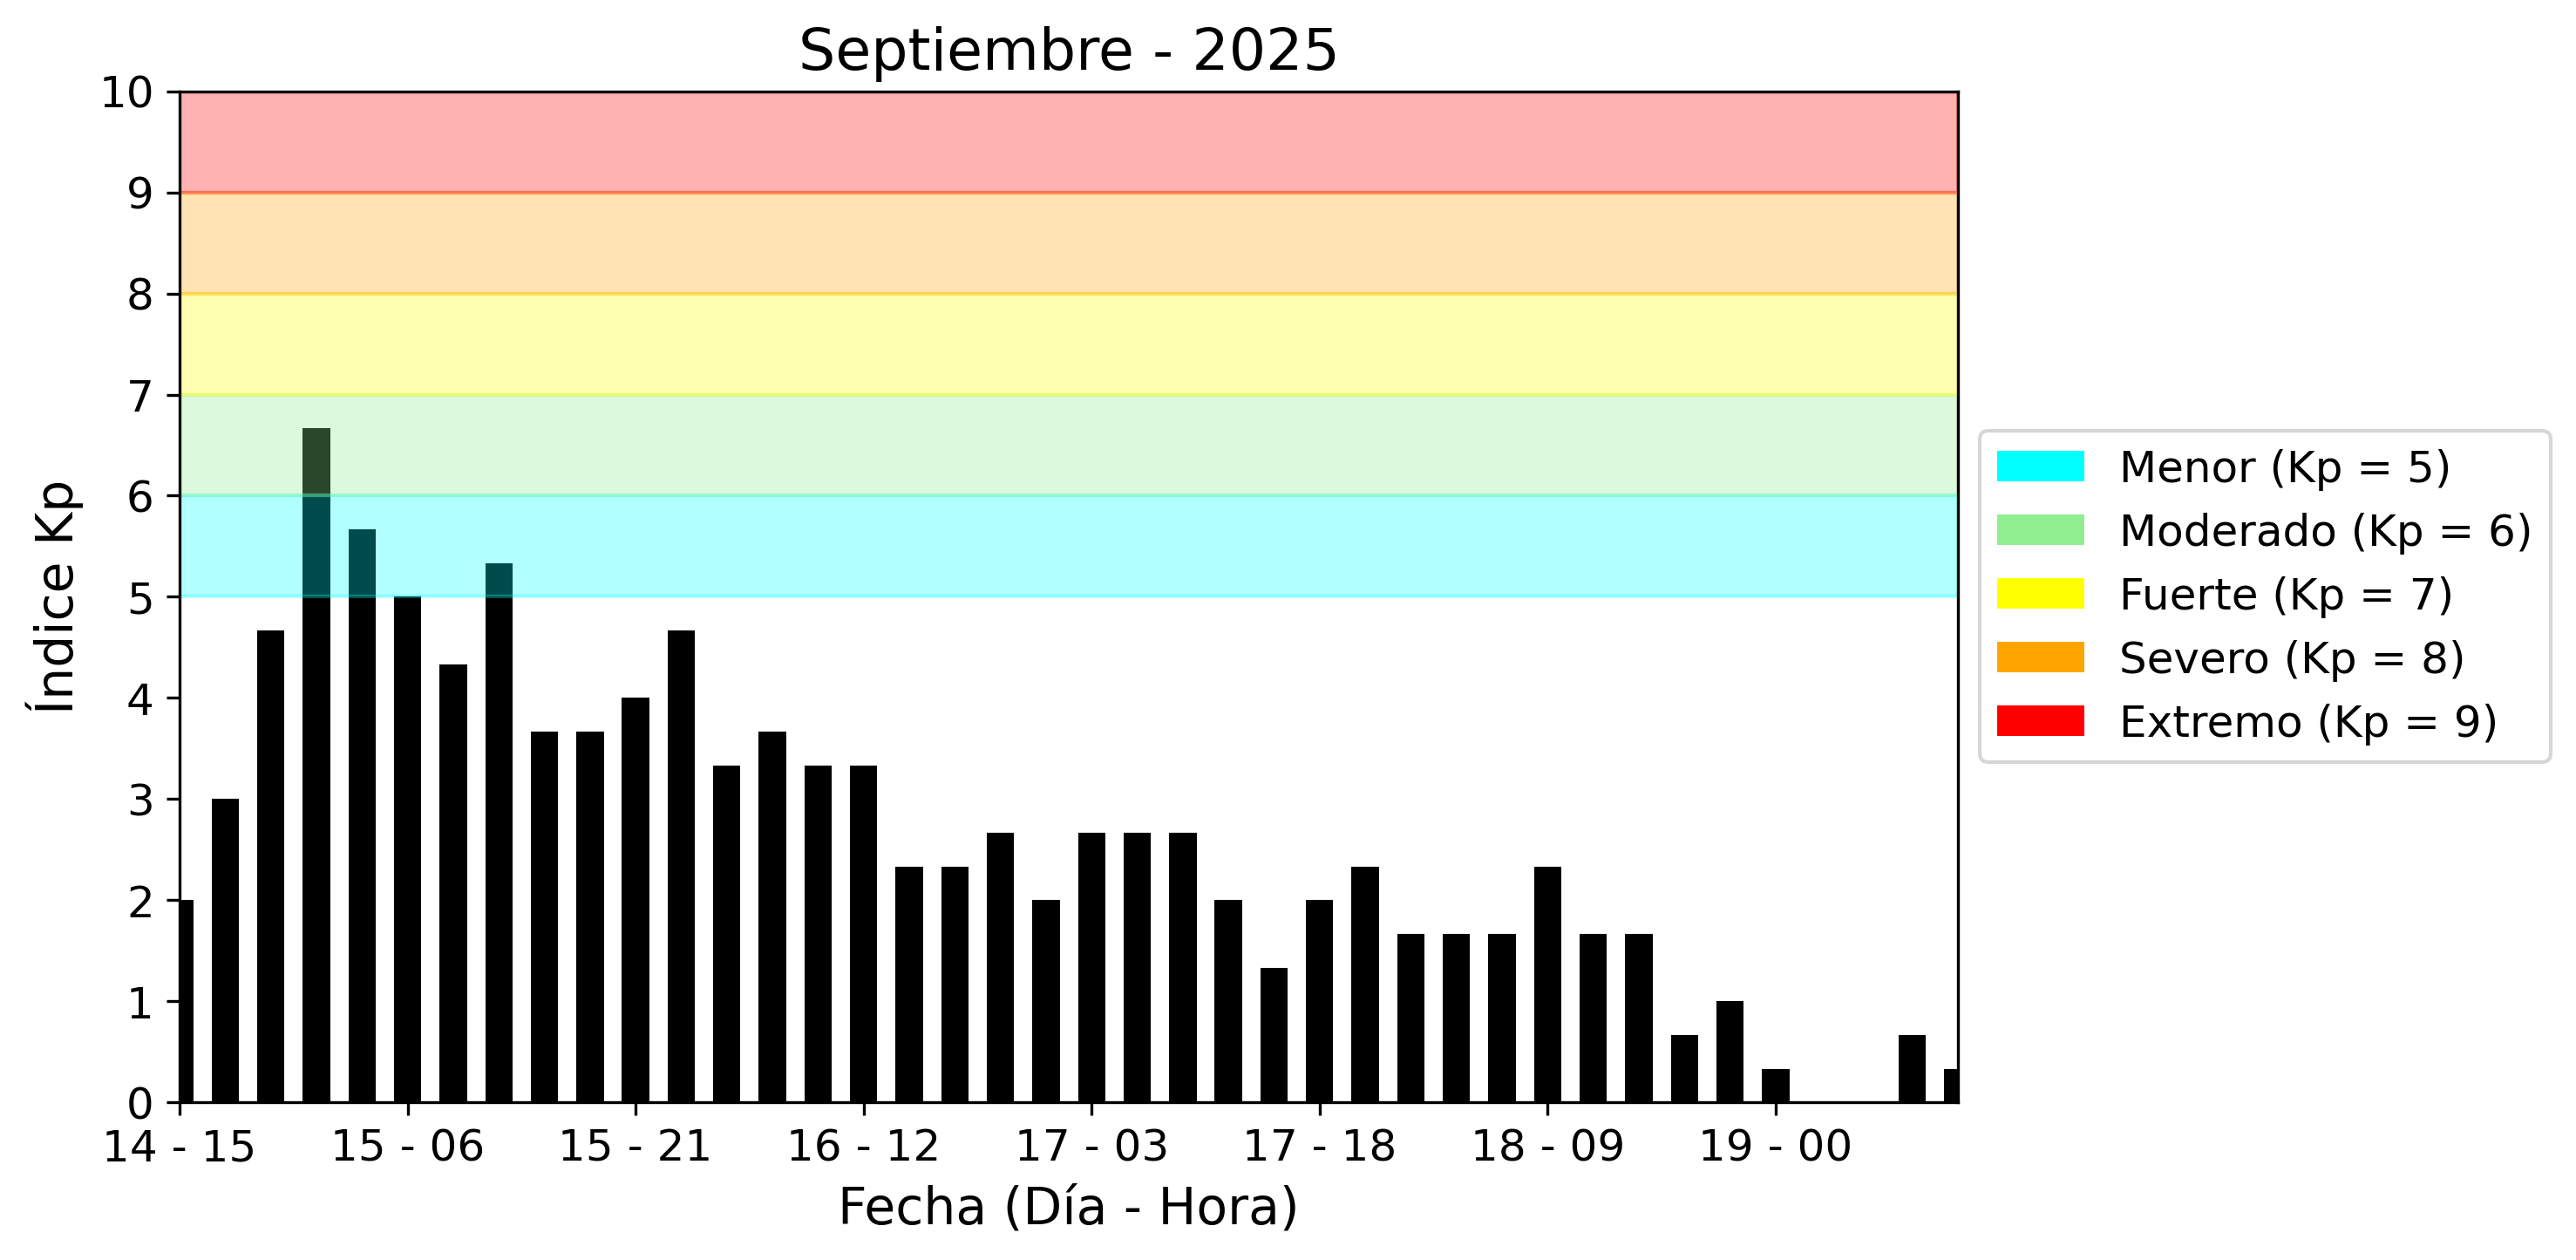 Septiembre - 2025
10
9
8
7
6
5
4
3
2
1
0
Índice Kp
14 - 15
15 - 06
15 - 21
16 - 12
17 - 03
17 - 18
18 - 09
19 - 00
Fecha (Día - Hora)
Menor (Kp = 5)
Moderado (Kp = 6)
Fuerte (Kp = 7)
Severo (Kp = 8)
Extremo (Kp = 9)